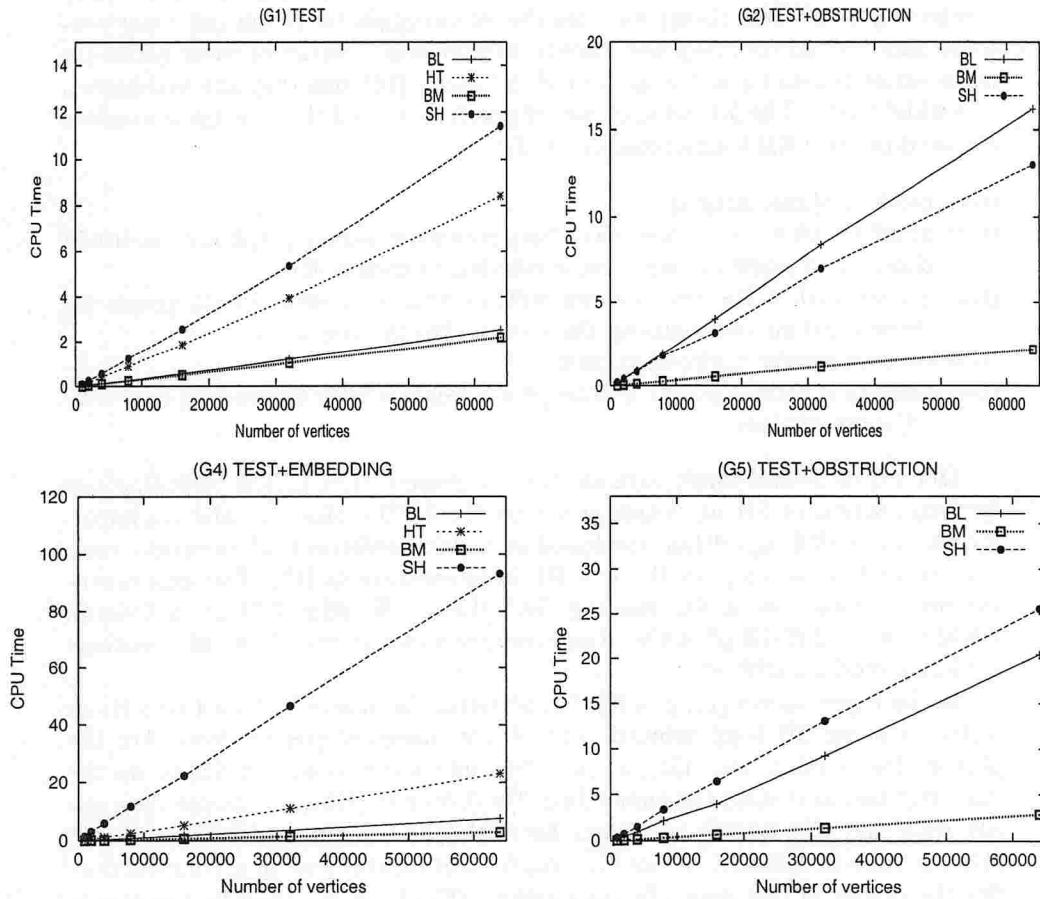 (G1) TEST
14
12
10
8
6
4
2
0
CPU Time
BL
HT
BM
SH
0 10000 20000 30000 40000 50000 60000
Number of vertices
(G2) TEST+OBSTRUCTION
20
15
10
5
0
CPU Time
BL
BM
SH
0 10000 20000 30000 40000 50000 60000
Number of vertices
(G4) TEST+EMBEDDING
120
100
80
60
40
20
0
CPU Time
BL
HT
BM
SH
0 10000 20000 30000 40000 50000 60000
Number of vertices
(G5) TEST+OBSTRUCTION
35
30
25
20
15
10
5
0
CPU Time
BL
BM
SH
0 10000 20000 30000 40000 50000 60000
Number of vertices